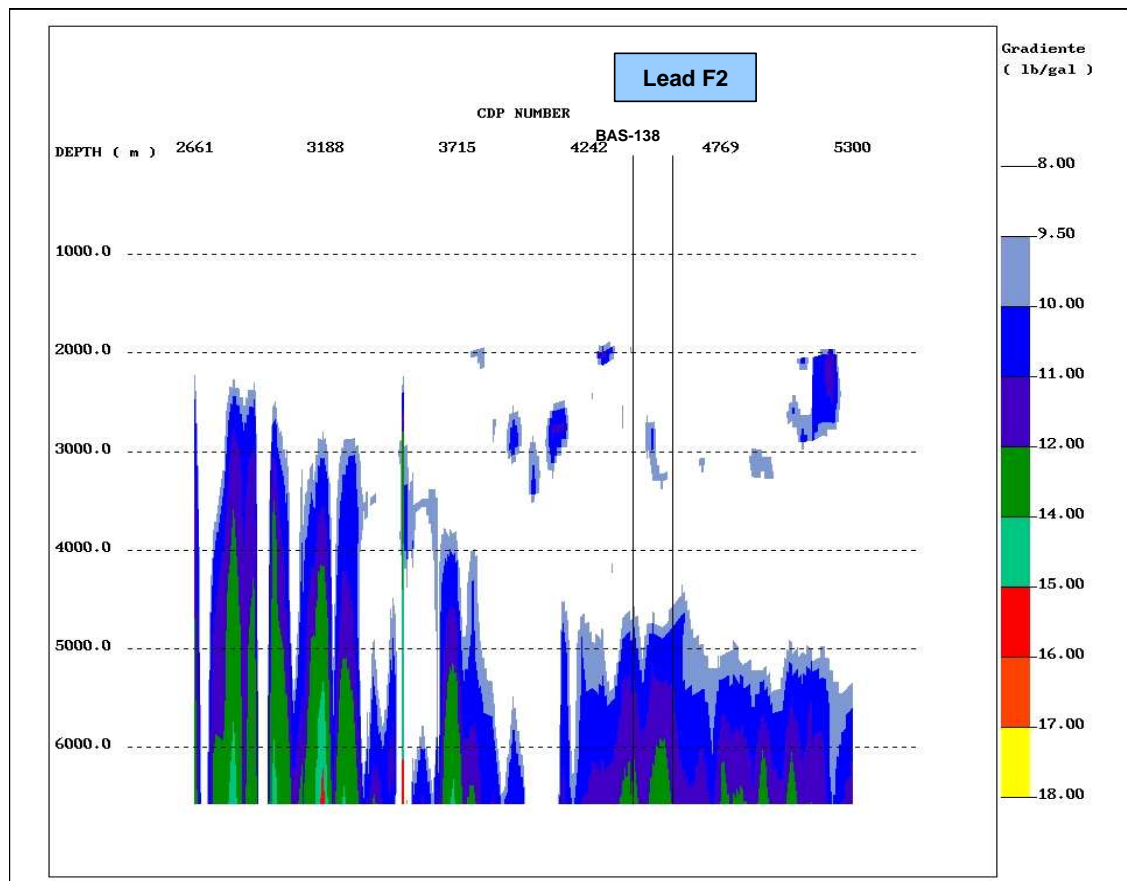 Gradiente
( lb/gal )
Lead F2
CDP NUMBER
BAS-138
DEPTH ( m ) 2661 3188 3715 4242 4769 5300
8.00
9.50
1000.0
10.00
2000.0
11.00
3000.0
12.00
14.00
4000.0
15.00
5000.0
16.00
17.00
6000.0
18.00